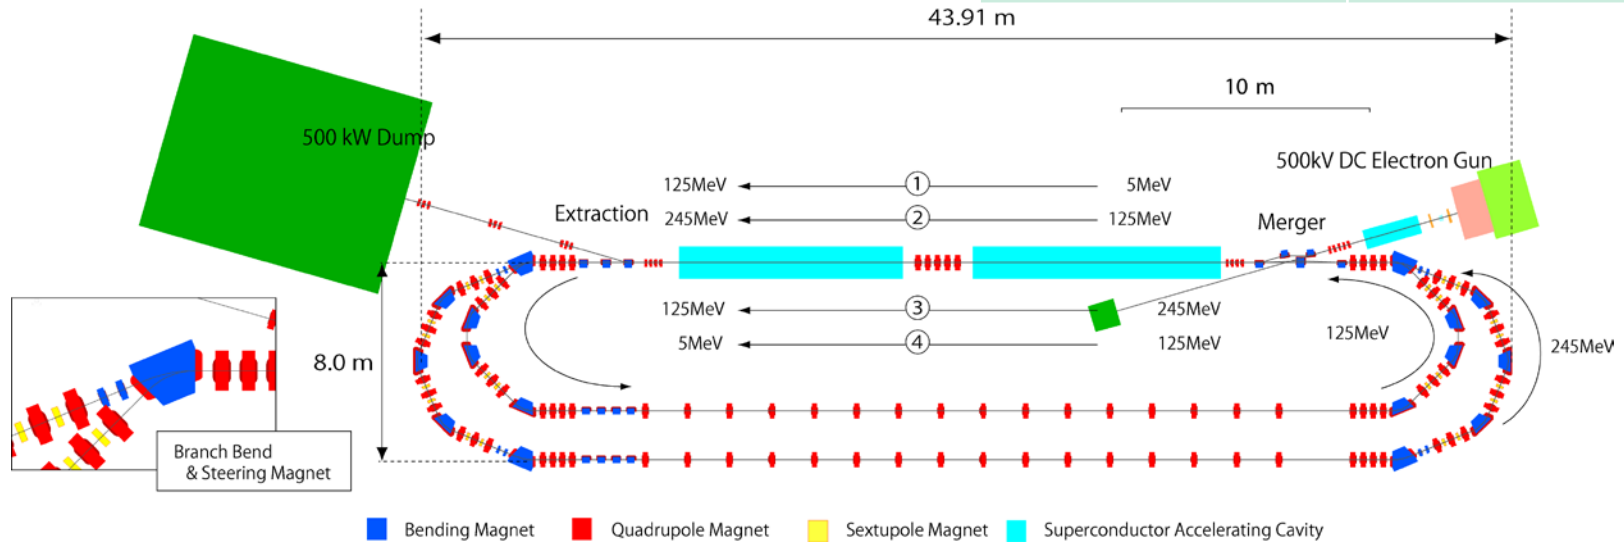 43.91 m
10 m
500 kW Dump
500kV DC Electron Gun
125MeV ① 5MeV
Extraction
245MeV ② 125MeV
Merger
125MeV ③ 245MeV
8.0 m
5MeV ④ 125MeV
125MeV
245MeV
Branch Bend
& Steering Magnet
Bending Magnet
Quadrupole Magnet
Sextupole Magnet
Superconductor Accelerating Cavity